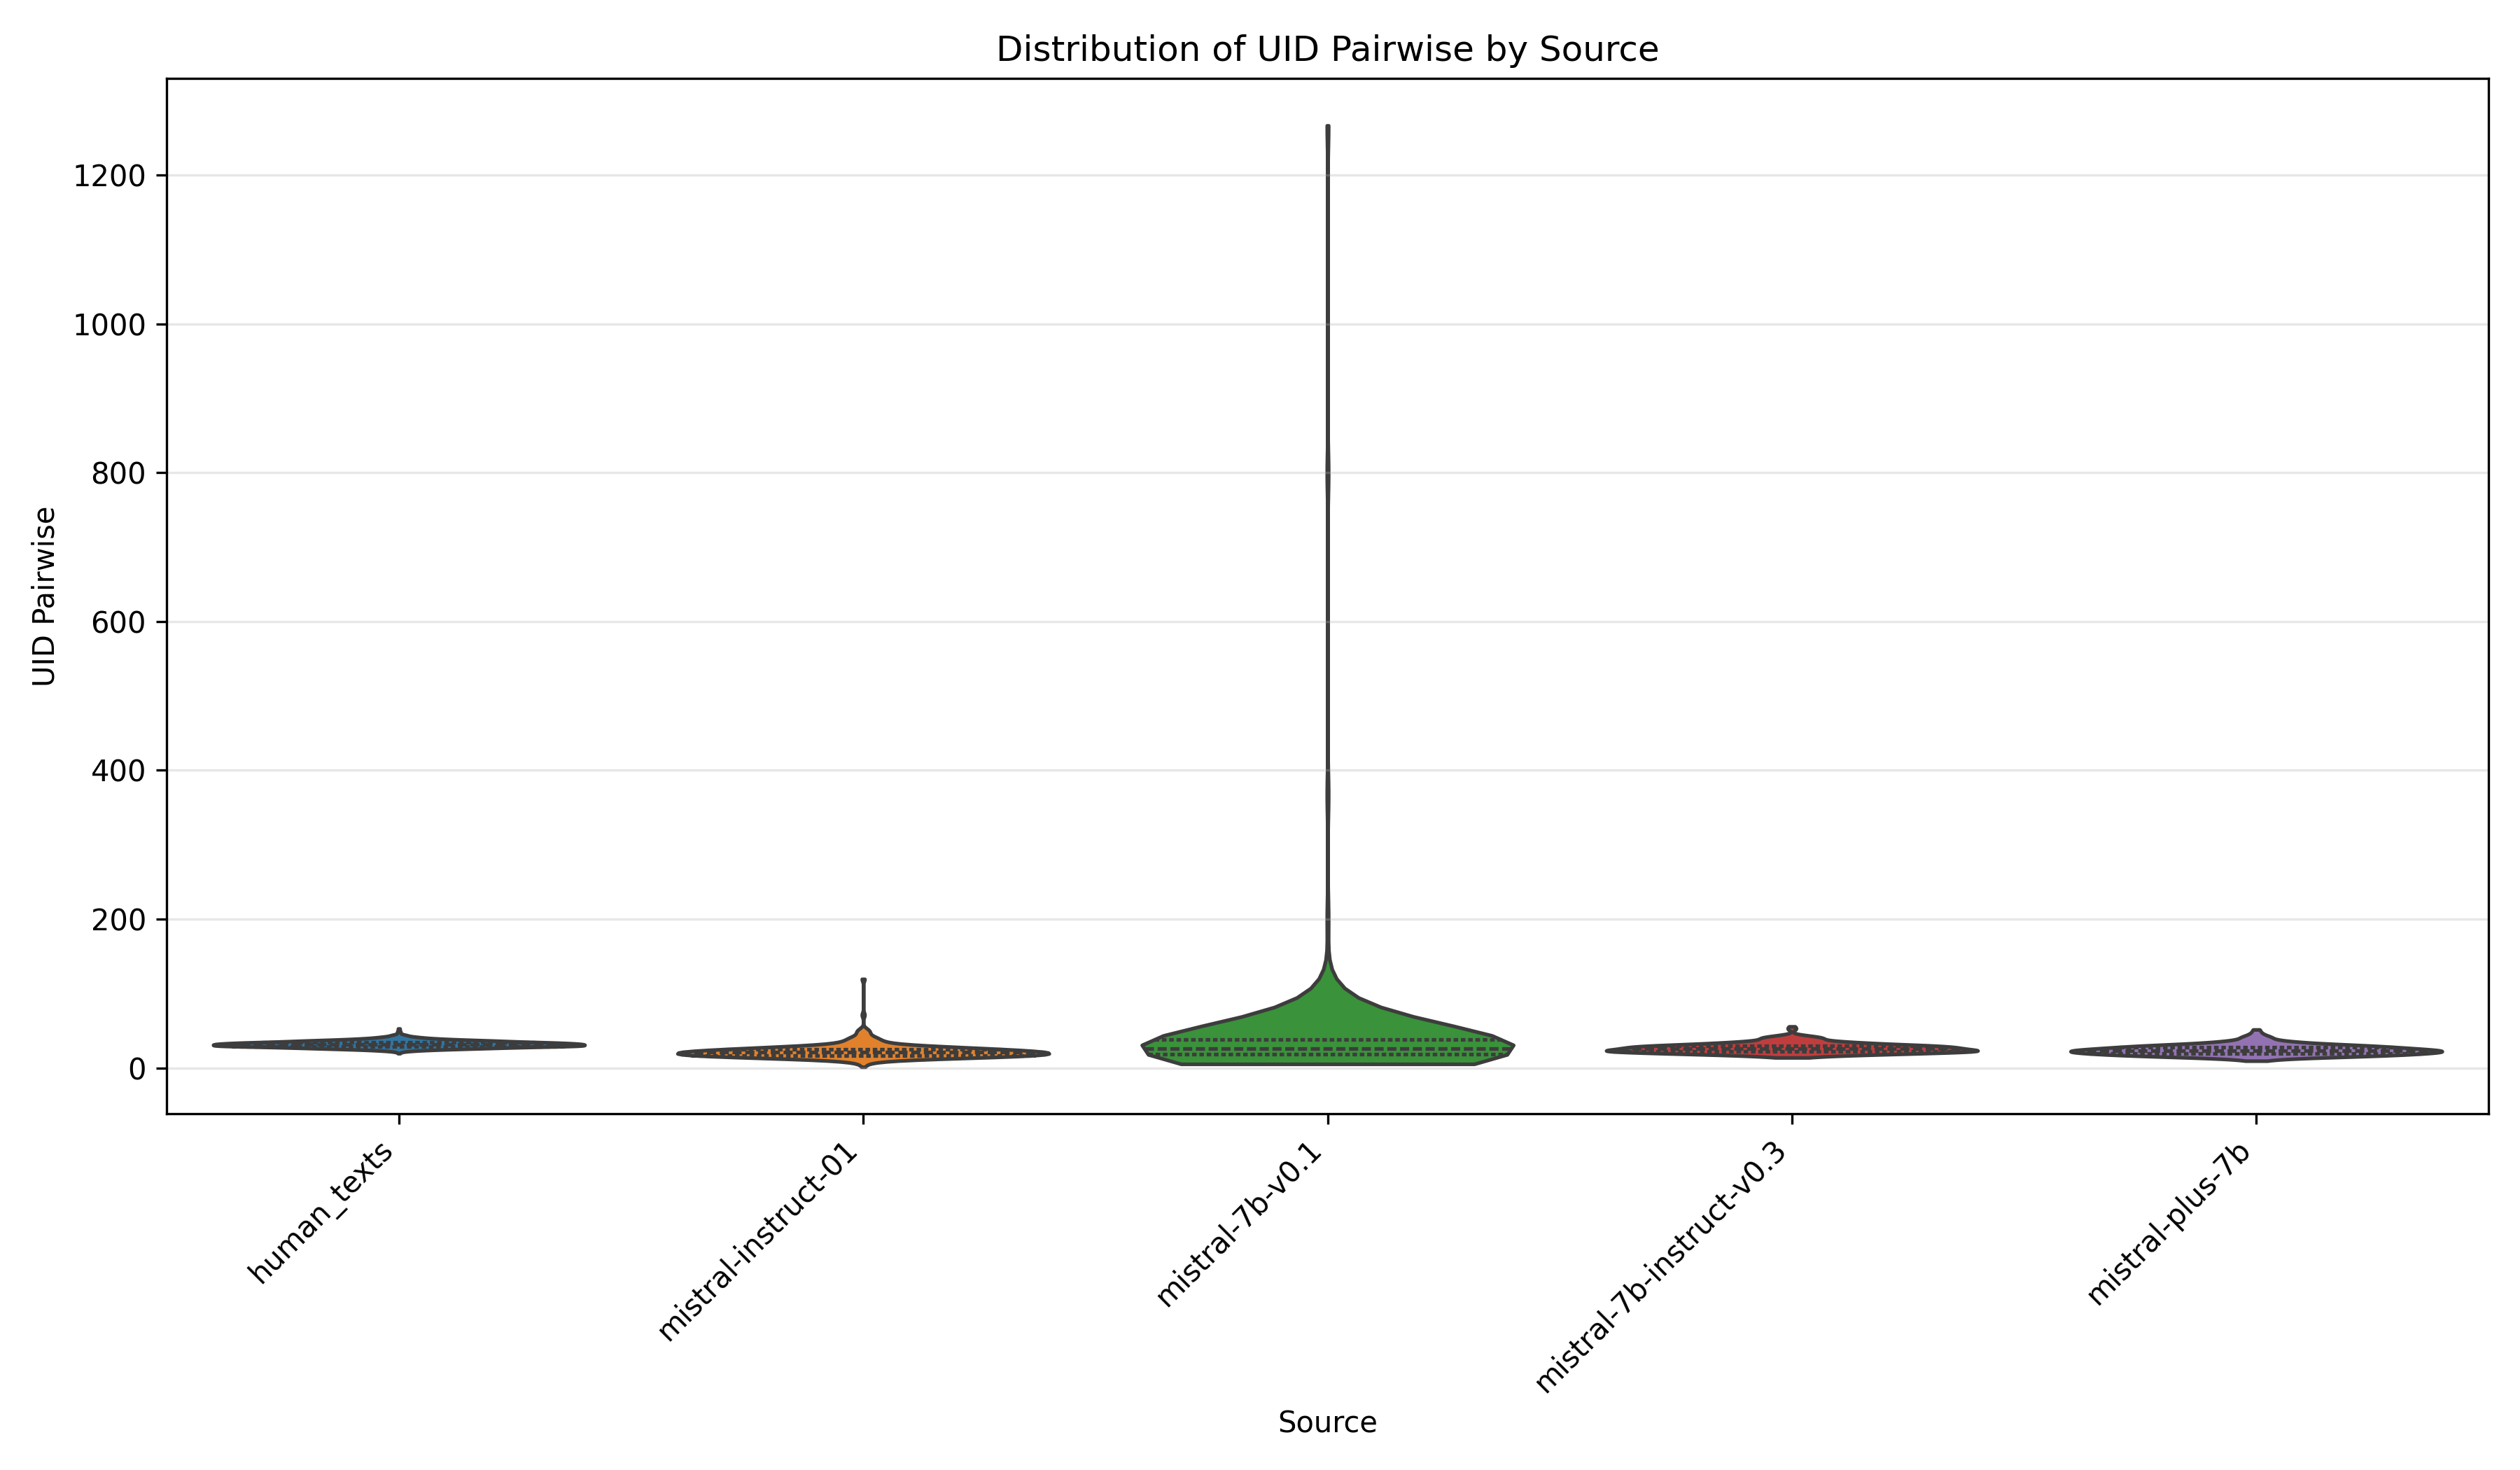 Distribution of UID Pairwise by Source
UID Pairwise
1200
1000
800
600
400
200
0
human_texts
mistral-instruct-01
mistral-7b-v0.1
mistral-7b-instruct-v0.3
mistral-plus-7b
Source